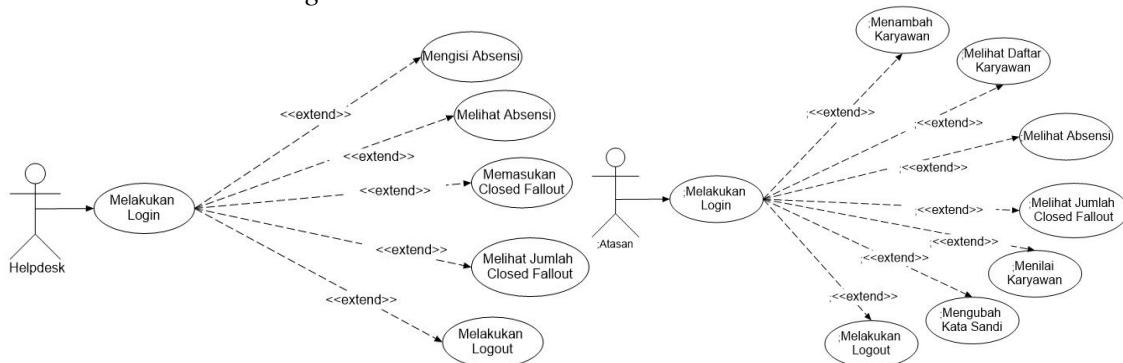 Mengisi Absensi
<<extend>>
Melihat Absensi
<<extend>>
Memasukan
Closed Fallout
<<extend>>
Melakukan
Login
Helpdesk
<<extend>>
Melihat Jumlah
Closed Fallout
<<extend>>
Melakukan
Logout
;Menambah
Karyawan
;Melihat Daftar
Karyawan
<<extend>>
<<extend>>
;Melihat Absensi
<<extend>>
;Melakukan
Login
;Atasan
<<extend>>
;Melihat Jumlah
Closed Fallout
<<extend>>
;Menilai
Karyawan
<<extend>>
;Mengubah
Kata Sandi
;<<extend>>
;Melakukan
Logout